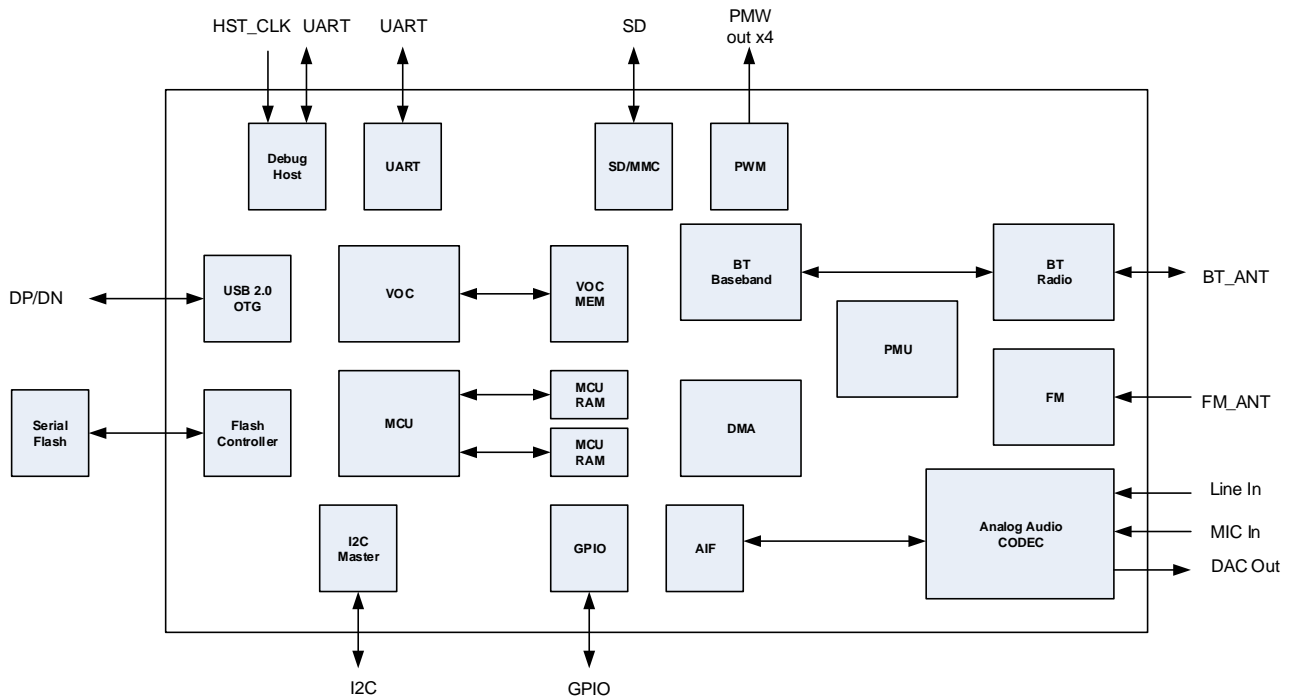 HST_CLK UART
UART
SD
PMW
out x4
Debug
Host
UART
SD/MMC
PWM
DP/DN
USB 2.0
OTG
VOC
VOC
MEM
BT
Baseband
BT
Radio
BT_ANT
PMU
Serial
Flash
Flash
Controller
MCU
MCU
RAM
MCU
RAM
DMA
FM
FM_ANT
I2C
Master
GPIO
AIF
Analog Audio
CODEC
Line In
MIC In
DAC Out
I2C
GPIO